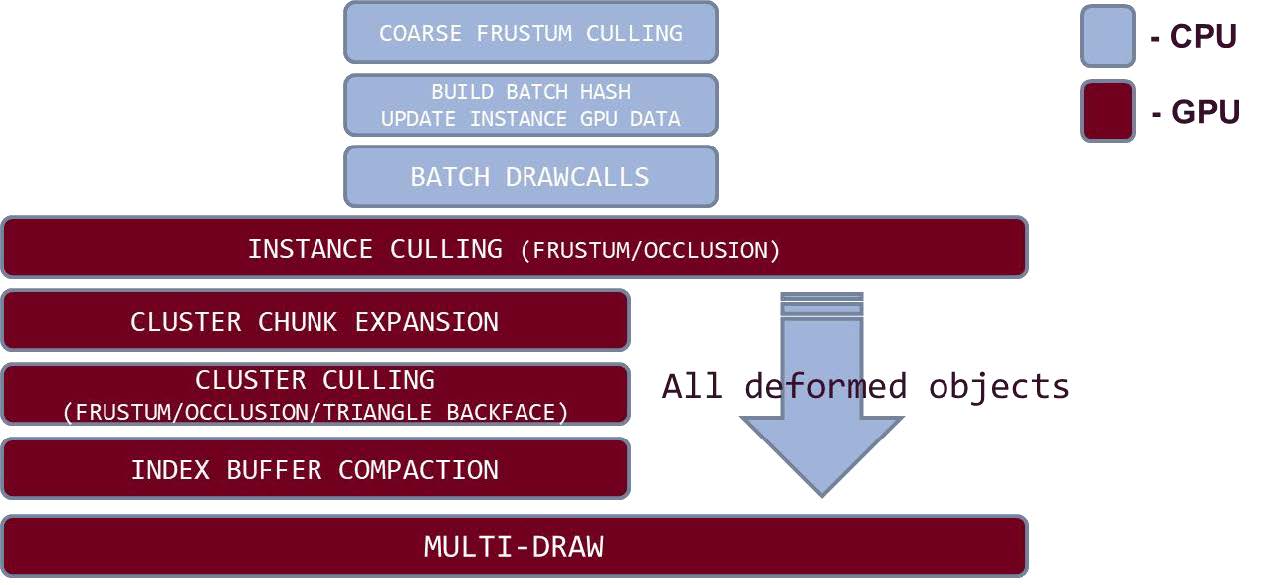 COARSE FRUSTUM CULLING
- CPU
BUILD BATCH HASH
UPDATE INSTANCE GPU DATA
- GPU
BATCH DRAWCALLS
INSTANCE CULLING (FRUSTUM/OCCLUSION)
CLUSTER CHUNK EXPANSION
CLUSTER CULLING
(FRUSTUM/OCCLUSION/TRIANGLE BACKFACE)
All deformed objects
INDEX BUFFER COMPACTION
MULTI-DRAW